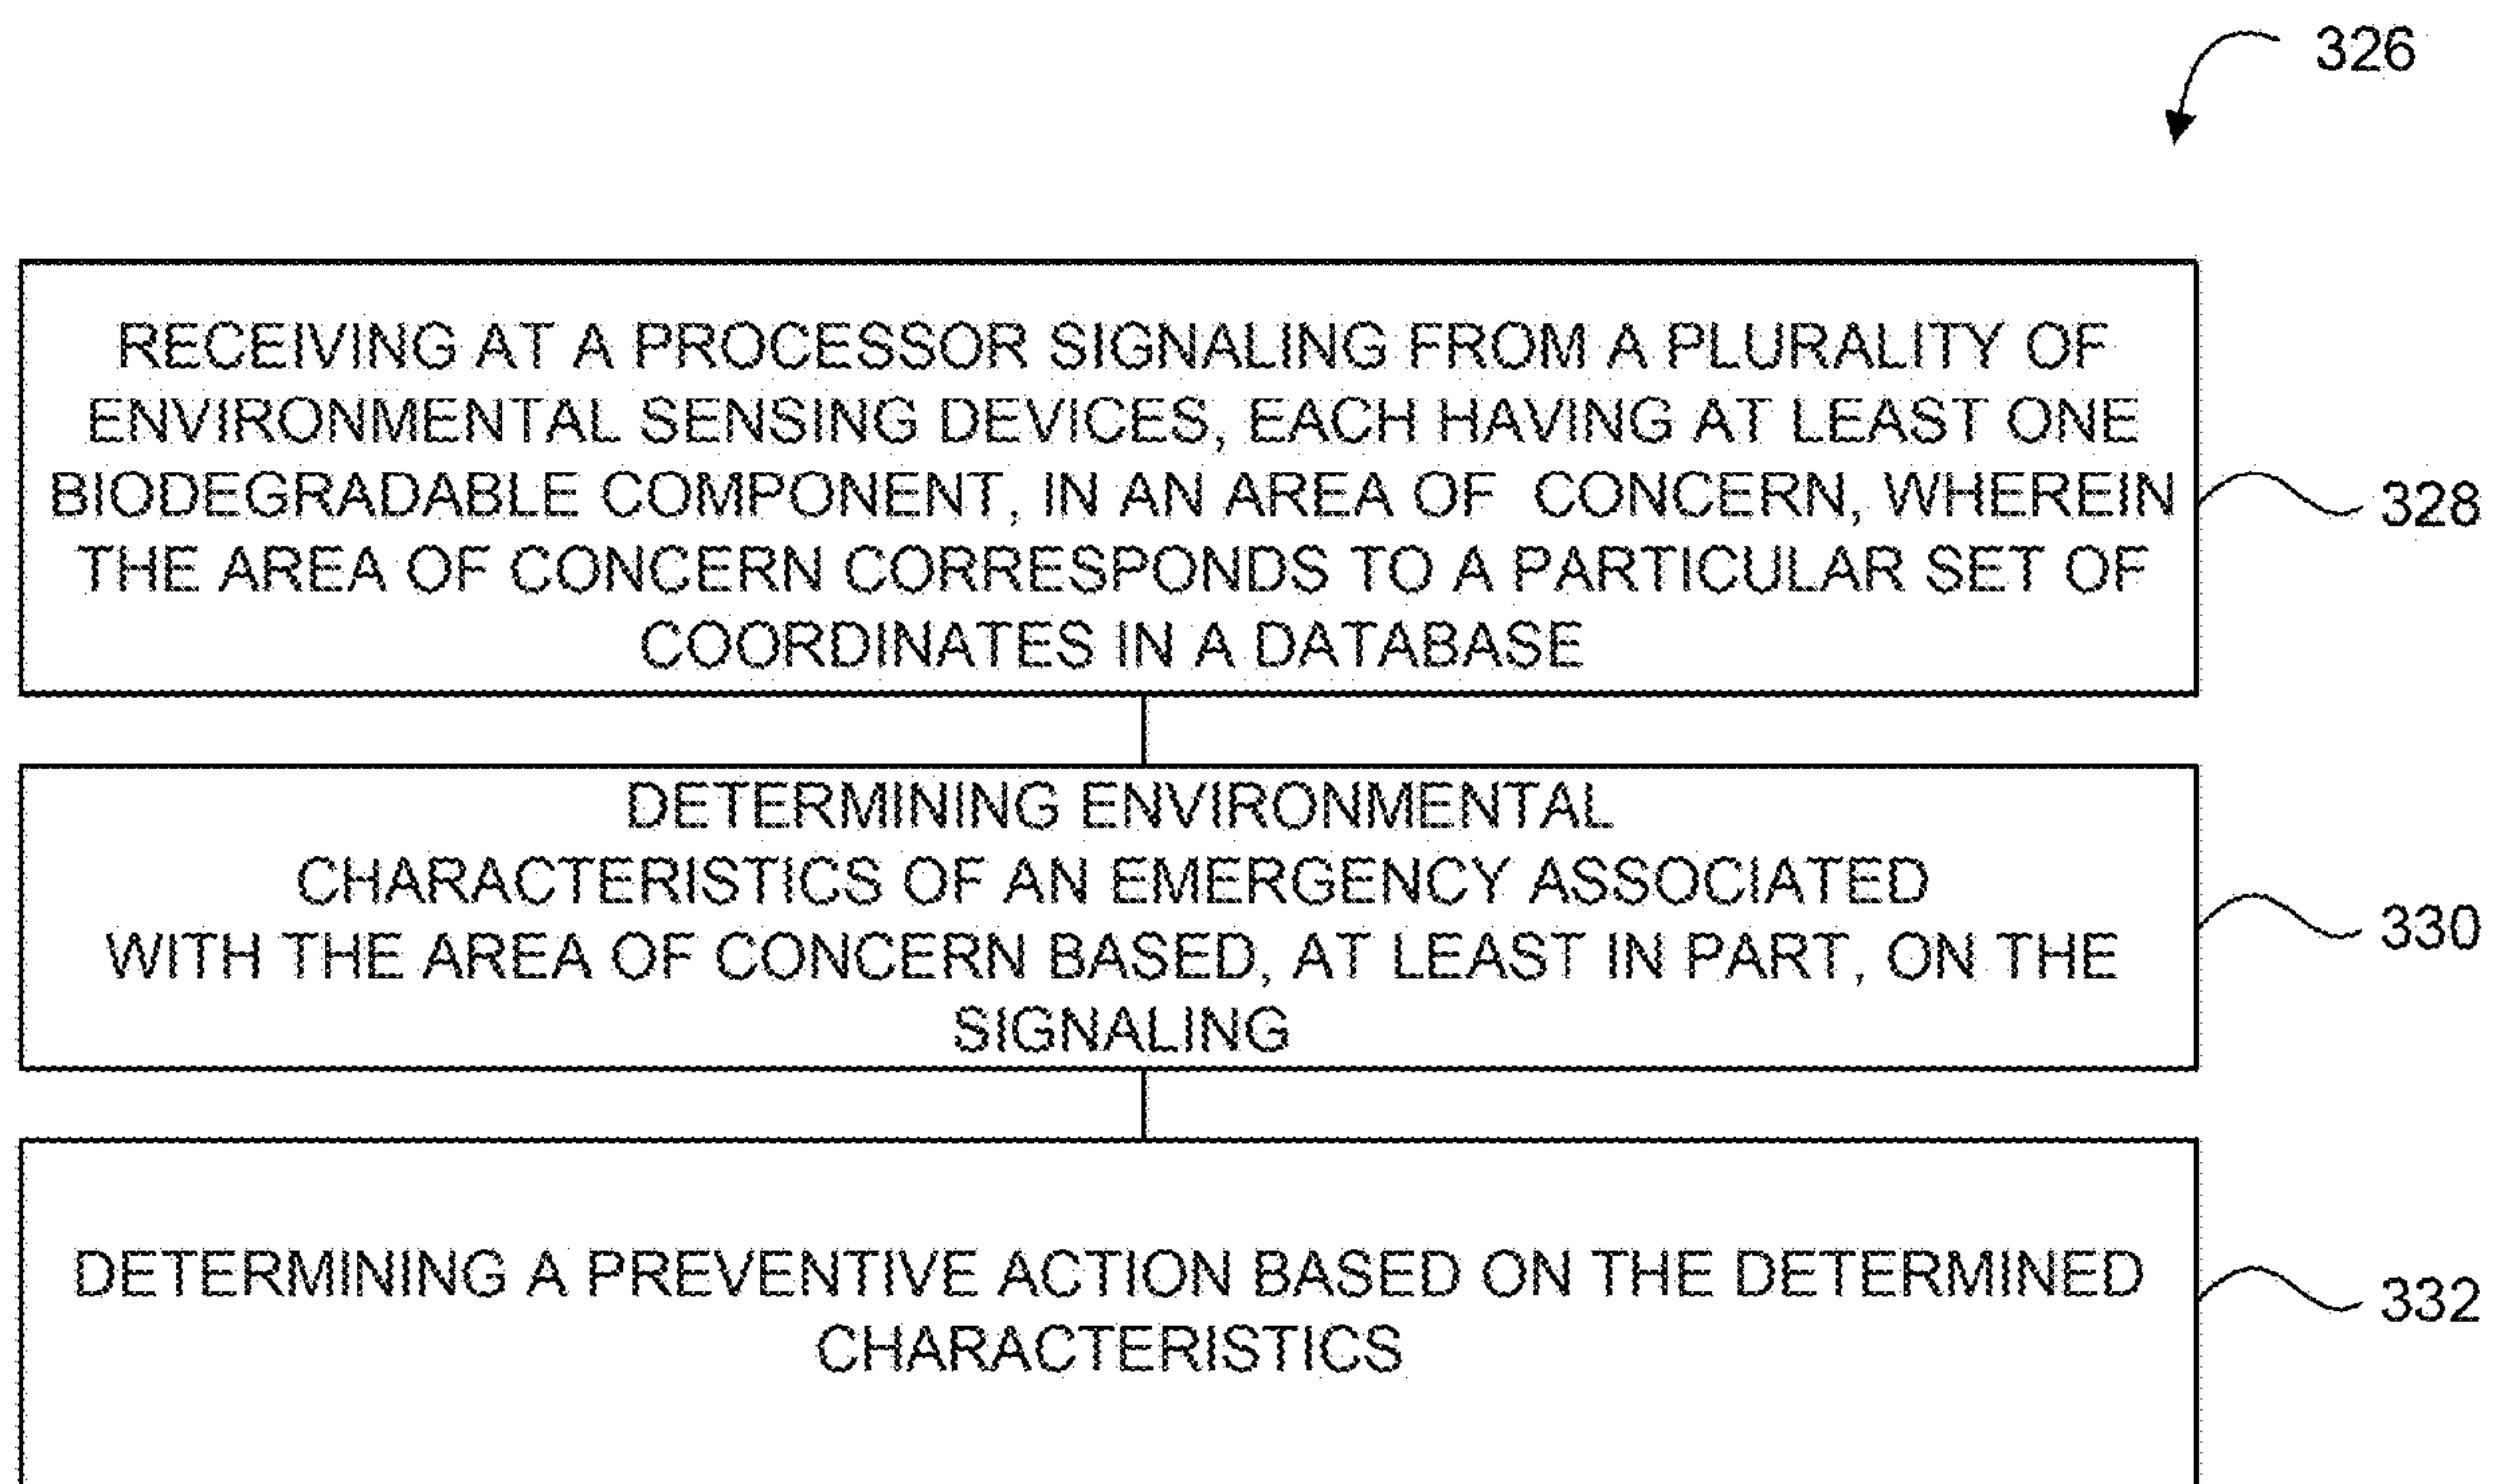 326
RECEIVING AT A PROCESSOR SIGNALING FROM A PLURALITY OF
ENVIRONMENTAL SENSING DEVICES, EACH HAVING AT LEAST ONE
BIODEGRADABLE COMPONENT, IN AN AREA OF CONCERN, WHEREIN
THE AREA OF CONCERN CORRESPONDS TO A PARTICULAR SET OF
COORDINATES IN A DATABASE
328
DETERMINING ENVIRONMENTAL
CHARACTERISTICS OF AN EMERGENCY ASSOCIATED
WITH THE AREA OF CONCERN BASED, AT LEAST IN PART, ON THE
SIGNALING
330
DETERMINING A PREVENTIVE ACTION BASED ON THE DETERMINED
CHARACTERISTICS
332